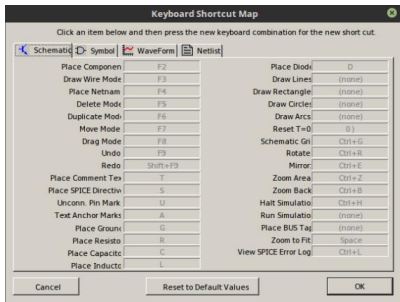 Keyboard Shortcut Map
Click an item below and then press the new keyboard combination for the new short cut.
Schematic Symbol WaveForm Netlist
Place Componen F2
Draw Wire Mode F3
Place Netnam F4
Delete Mode F5
Duplicate Mod F6
Move Mode F7
Drag Mode F8
Undo F9
Redo Shift+F9
Place Comment Tex T
Place SPICE Directiv S
Unconn. Pin Mark U
Text Anchor Marks A
Place Groun G
Place Resisto R
Place Capacito C
Place Inducto L
Place Diode D
Draw Lines (none)
Draw Rectangle (none)
Draw Circles (none)
Draw Arcs (none)
Reset T=0 0)
Schematic Gri Ctrl+G
Rotate Ctrl+R
Mirror Ctrl+E
Zoom Area Ctrl+Z
Zoom Back Ctrl+B
Halt Simulatio Ctrl+H
Run Simulatio (none)
Place BUS Tap (none)
Zoom to Fit Space
View SPICE Error Log Ctrl+L
Cancel Reset to Default Values OK